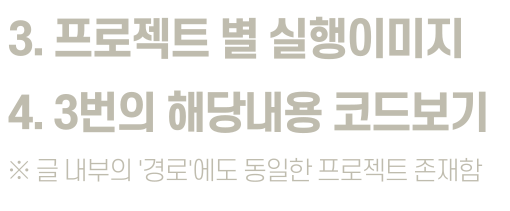 3. 프로젝트 별 실행이미지
4. 3번의 해당내용 코드보기
※ 글 내부의 '경로'에도 동일한 프로젝트 존재함